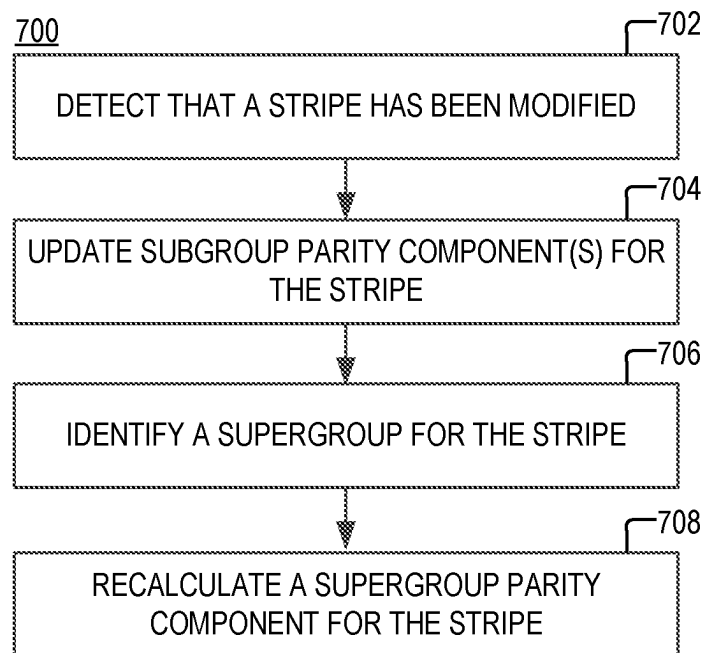 700
702
DETECT THAT A STRIPE HAS BEEN MODIFIED
704
UPDATE SUBGROUP PARITY COMPONENT(S) FOR
THE STRIPE
706
IDENTIFY A SUPERGROUP FOR THE STRIPE
708
RECALCULATE A SUPERGROUP PARITY
COMPONENT FOR THE STRIPE